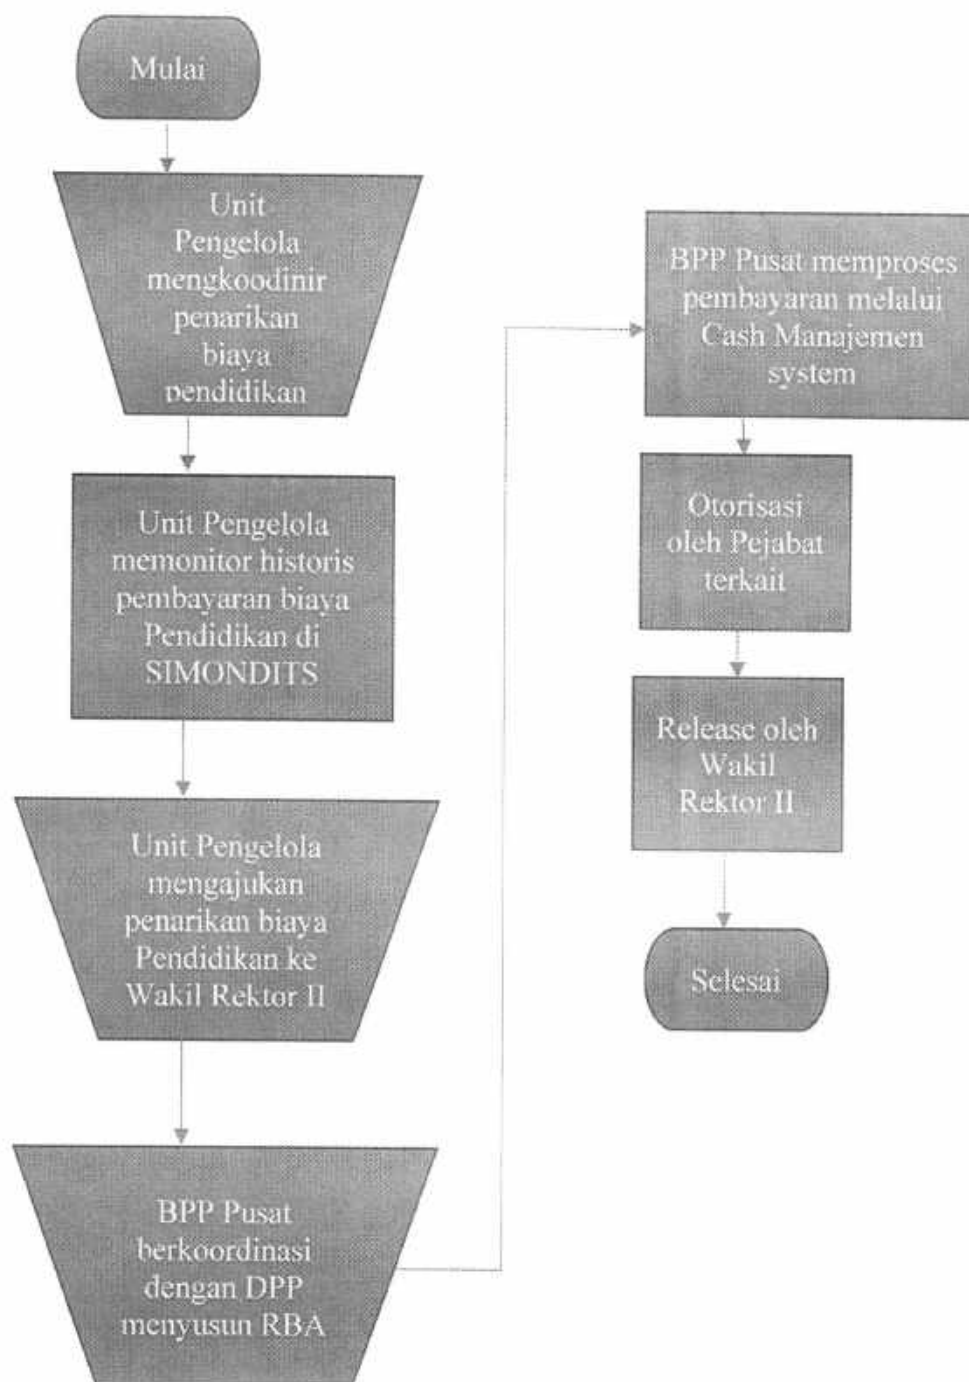 Mulai
Unit
Pengelola
mengkoodinir
penarikan
biaya
pendidikan
Unit Pengelola
memonitor historis
pembayaran biaya
Pendidikan di
SIMONDITS
Unit Pengelola
mengajukan
penarikan biaya
Pendidikan ke
Wakil Rektor II
BPP Pusat
berkoordinasi
dengan DPP
menyusun RBA
BPP Pusat memproses
pembayaran melalui
Cash Manajemen
system
Otorisasi
oleh Pejabat
terkait
Release oleh
Wakil
Rektor II
Selesai